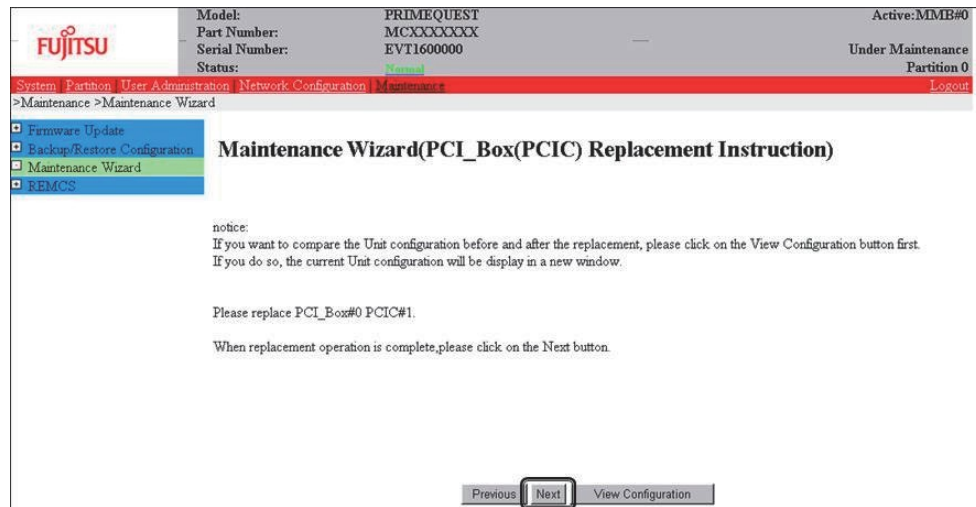 FUJITSU
Model: PRIMEQUEST
Part Number: MCXXXXXXX
Serial Number: EVT1600000
Status: Normal
Active:MMB#0
Under Maintenance
Partition 0
System | Partition | User Administration | Network Configuration | Maintenance Logout
>Maintenance >Maintenance Wizard
Firmware Update
Backup/Restore Configuration
Maintenance Wizard
REMCS
Maintenance Wizard(PCI_Box(PCIC) Replacement Instruction)
notice:
If you want to compare the Unit configuration before and after the replacement, please click on the View Configuration button first.
If you do so, the current Unit configuration will be display in a new window.
Please replace PCI_Box#0 PCIC#1.
When replacement operation is complete,please click on the Next button.
Previous Next View Configuration